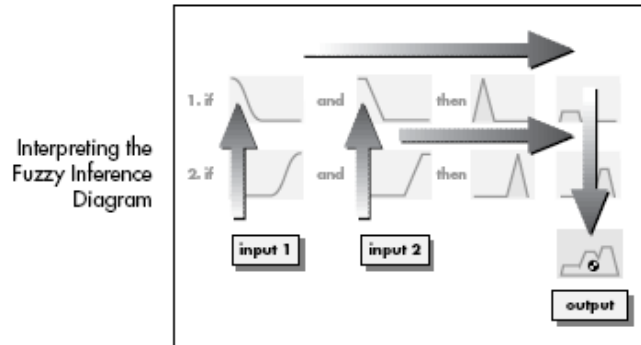 Interpreting the
Fuzzy Inference
Diagram
1. if and then
2. if and then
input 1 input 2
output